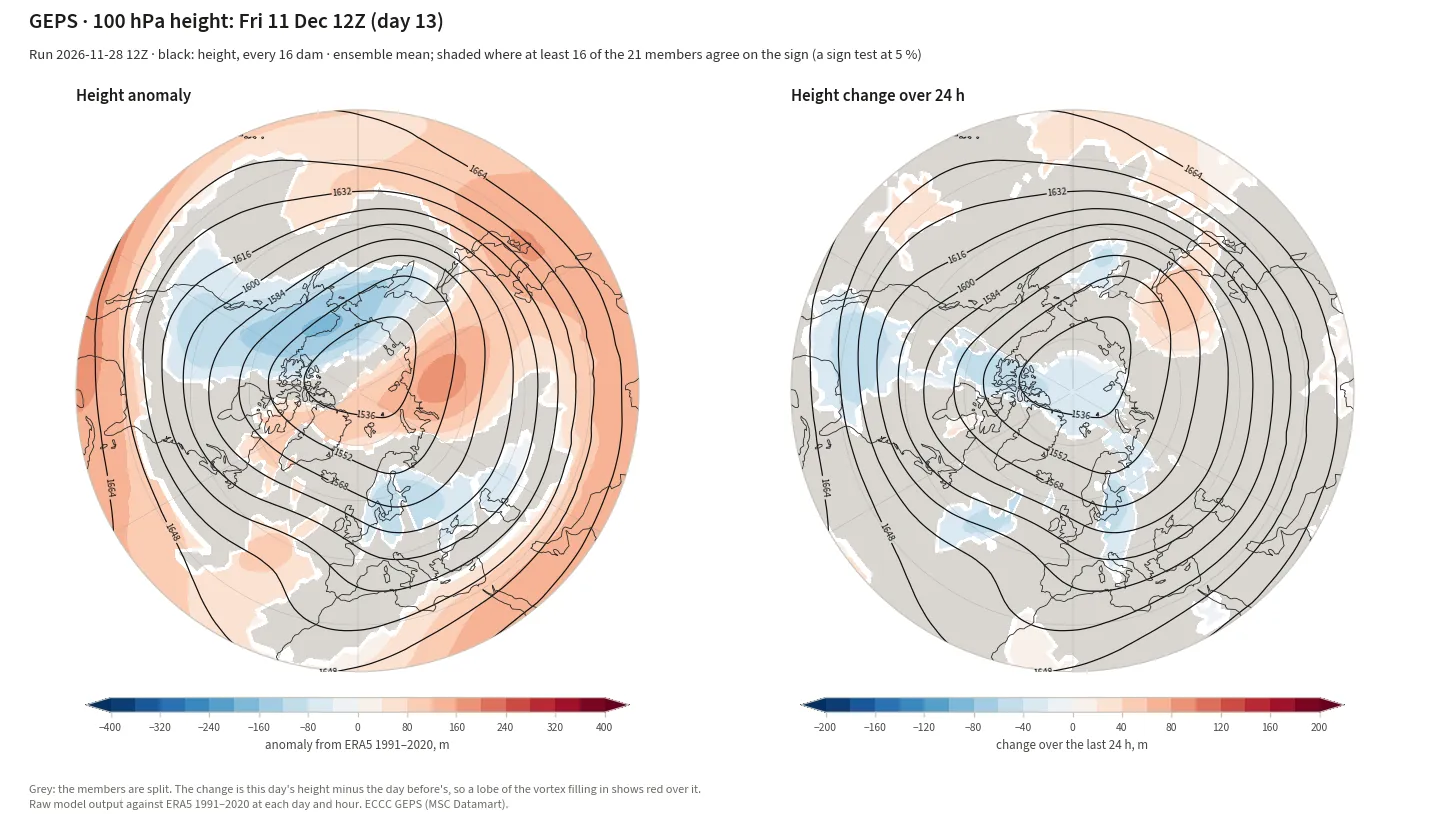 GEPS · 100 hPa height: Fri 11 Dec 12Z (day 13)
Run 2026-11-28 12Z · black: height, every 16 dam · ensemble mean; shaded where at least 16 of the 21 members agree on the sign (a sign test at 5 %)
Height anomaly
1664
1632
1616
1600
1584
1536
1552
1568
1664
1648
1648
−400 −320 −240 −160 −80 0 80 160 240 320 400
anomaly from ERA5 1991–2020, m
Height change over 24 h
1664
1632
1616
1600
1584
1536
1552
1568
1664
1648
1648
−200 −160 −120 −80 −40 0 40 80 120 160 200
change over the last 24 h, m
Grey: the members are split. The change is this day's height minus the day before's, so a lobe of the vortex filling in shows red over it.
Raw model output against ERA5 1991–2020 at each day and hour. ECCC GEPS (MSC Datamart).